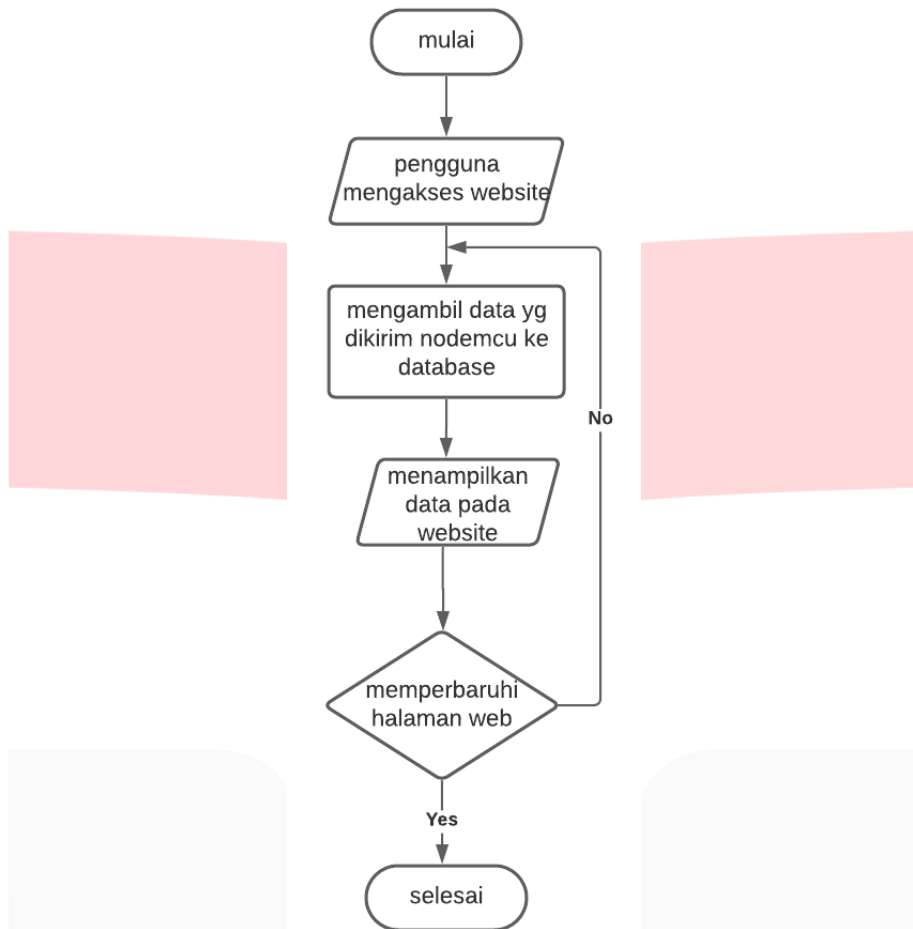 mulai
pengguna
mengakses website
mengambil data yg
dikirim nodemcu ke
database
No
menampilkan
data pada
website
memperbaruhi
halaman web
Yes
selesai